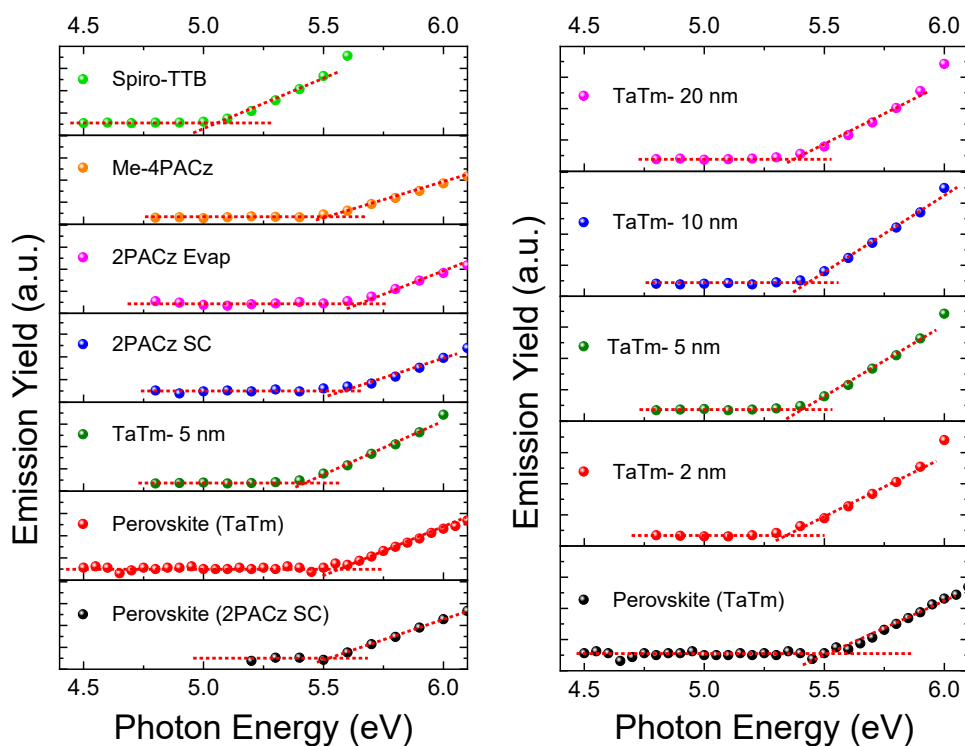 4.5 5.0 5.5 6.0
Spiro-TTB
Me-4PACz
2PACz Evap
2PACz SC
TaTm- 5 nm
Perovskite (TaTm)
Perovskite (2PACz SC)
Emission Yield (a.u.)
4.5 5.0 5.5 6.0
Photon Energy (eV)
4.5 5.0 5.5 6.0
TaTm- 20 nm
TaTm- 10 nm
TaTm- 5 nm
TaTm- 2 nm
Perovskite (TaTm)
Emission Yield (a.u.)
4.5 5.0 5.5 6.0
Photon Energy (eV)